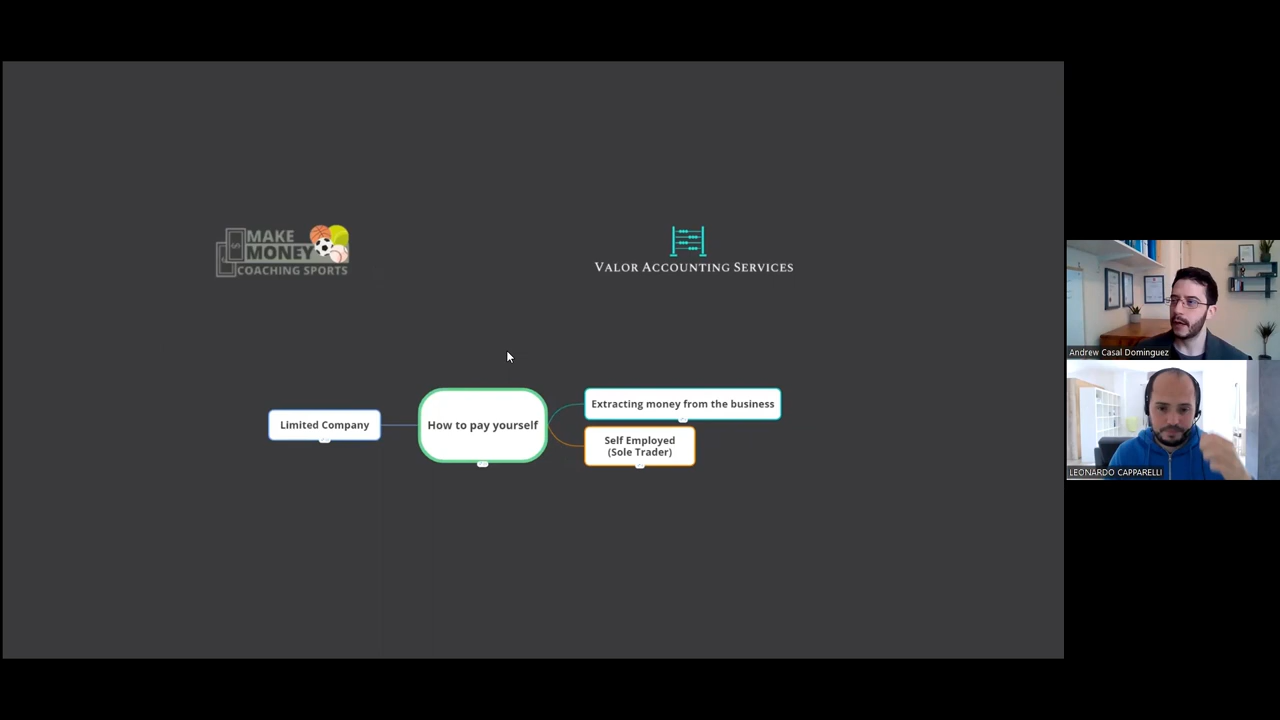 MAKE
MONEY
COACHING SPORTS
VALOR ACCOUNTING SERVICES
Limited Company
How to pay yourself
Extracting money from the business
Self Employed
(Sole Trader)
Andrew Casal Dominguez
LEONARDO CAPPARELLI